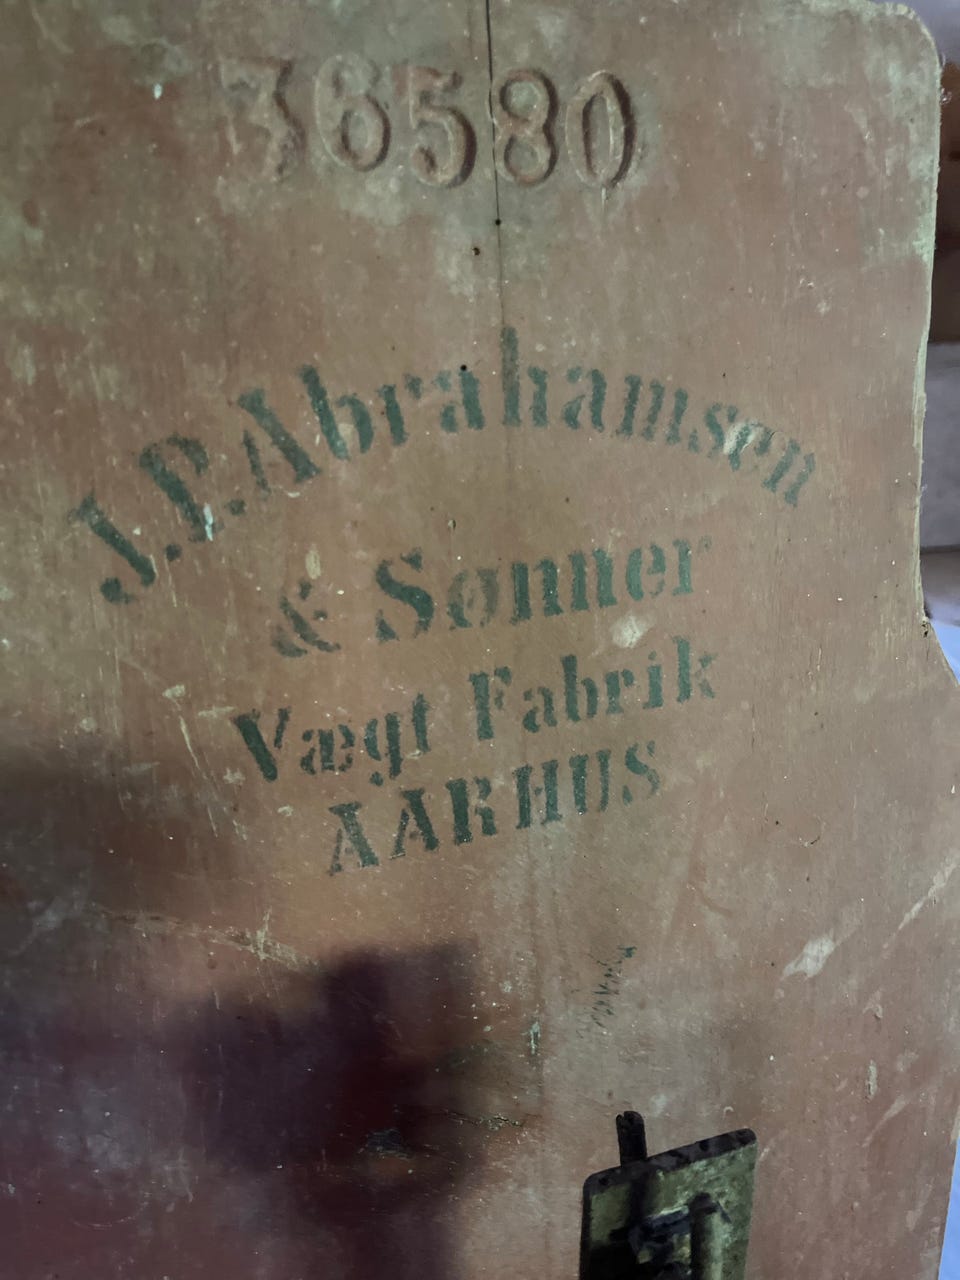 36580
J.P. Abrahamsen
& Sønner
Vægt Fabrik
AARHUS